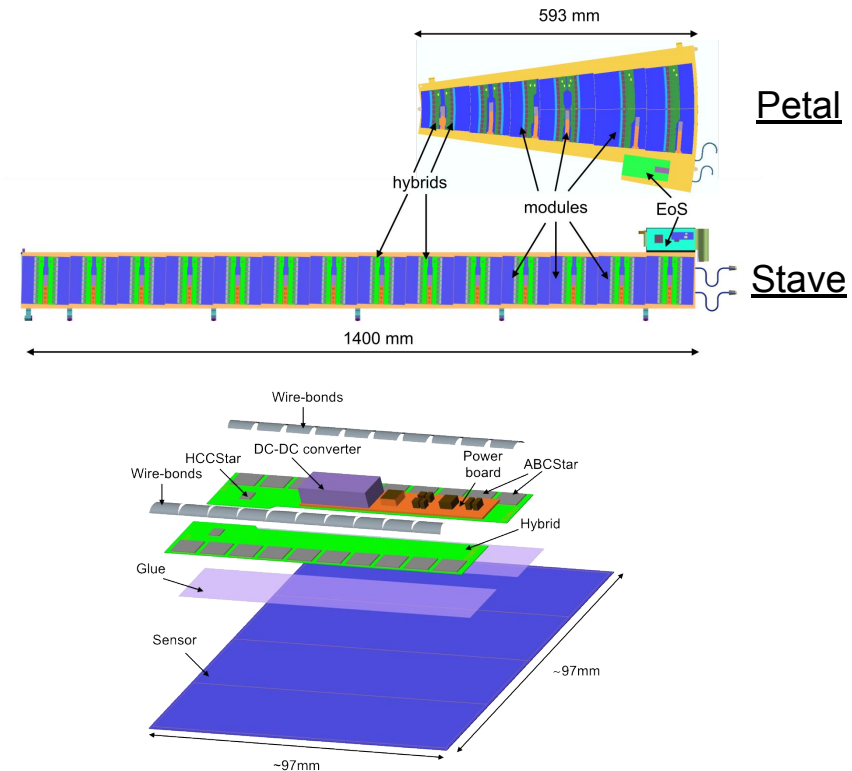 593 mm
Petal
hybrids
modules
EoS
Stave
1400 mm
Wire-bonds
DC-DC converter
HCCStar
Power
board
ABCStar
Wire-bonds
Hybrid
Glue
Sensor
~97mm
~97mm